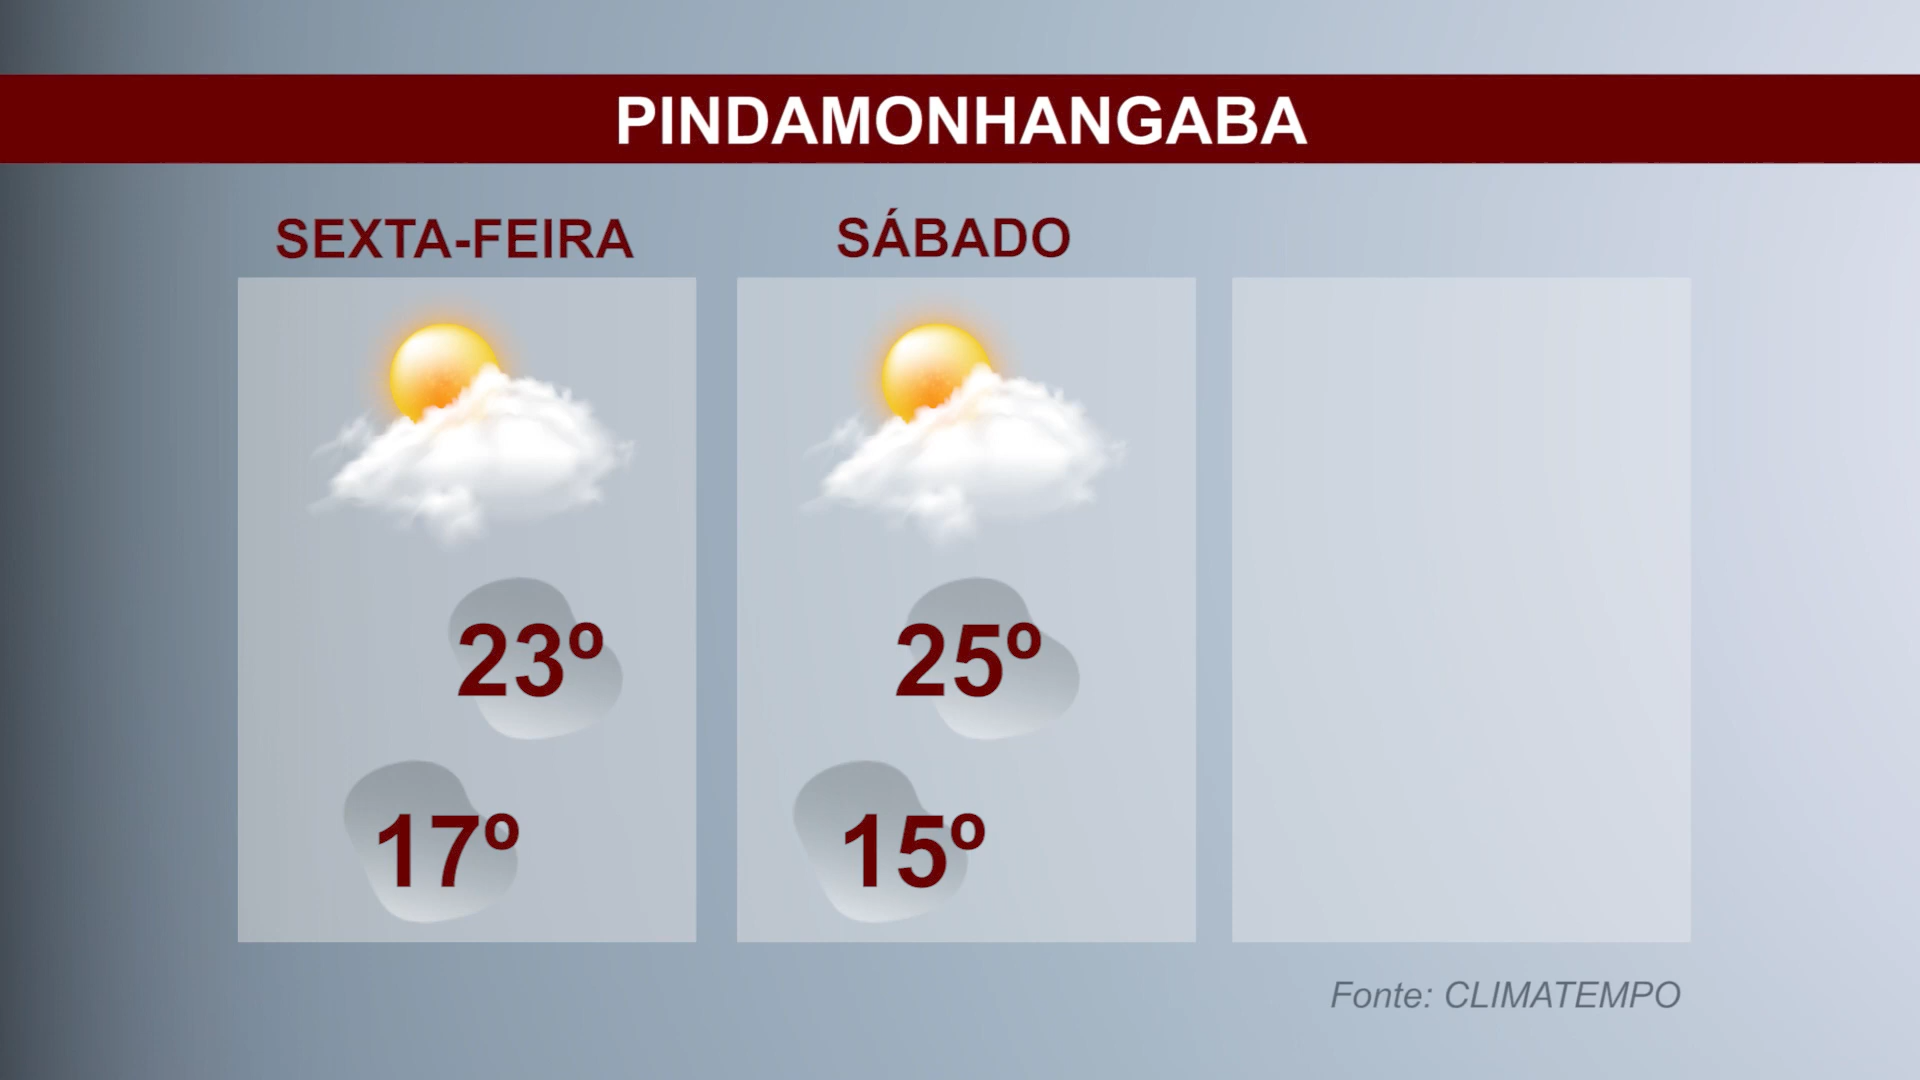 PINDAMONHANGABA
SEXTA-FEIRA
SÁBADO
23º
25º
17º
15º
Fonte: CLIMATEMPO